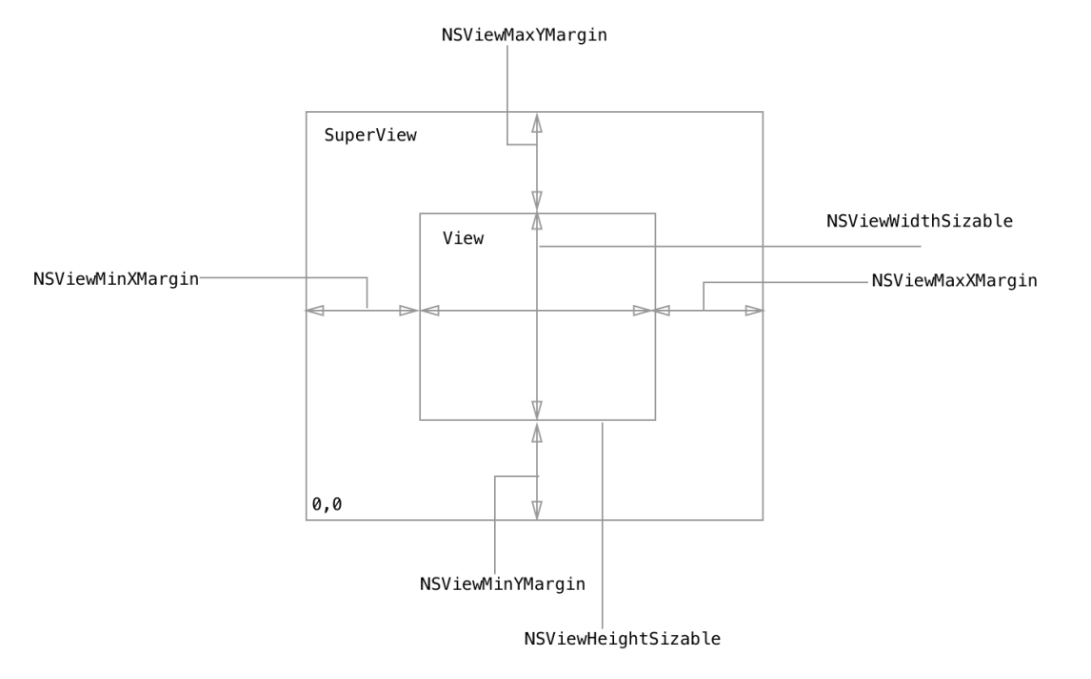 NSViewMaxYMargin
SuperView
NSViewWidthSizable
View
NSViewMinXMargin
NSViewMaxXMargin
0,0
NSViewMinYMargin
NSViewHeightSizable